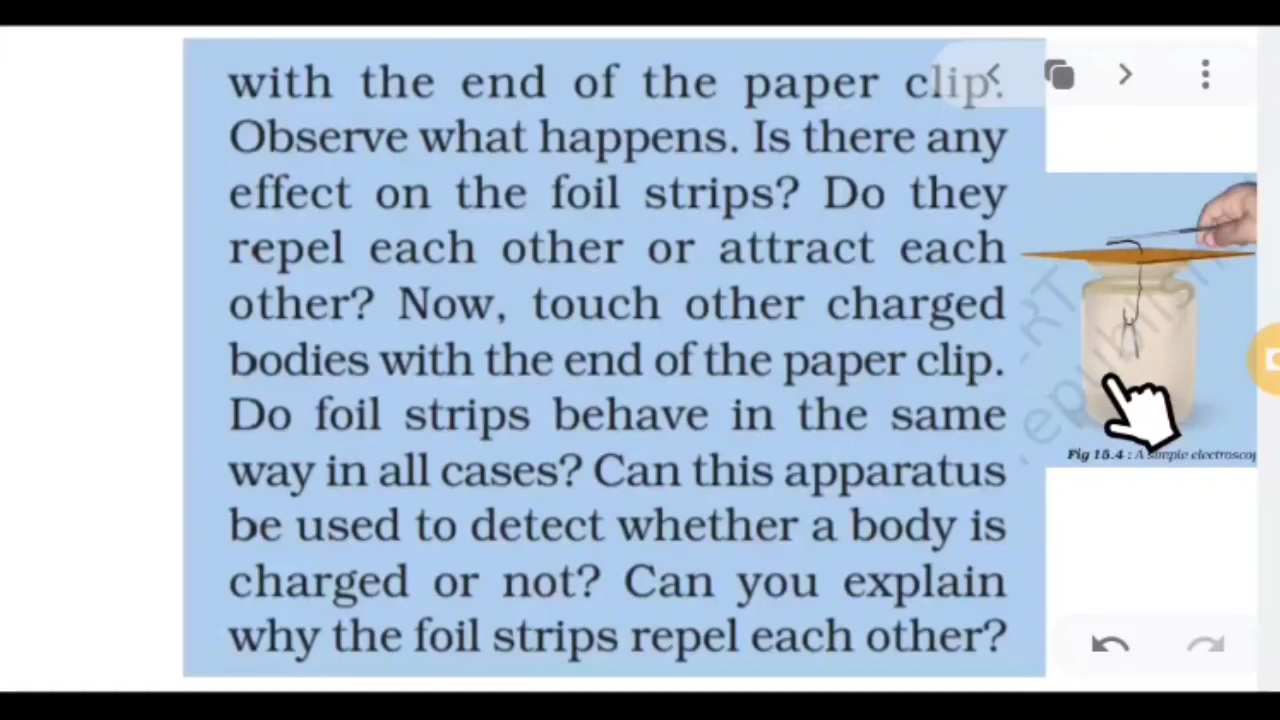 with the end of the paper clip.
Observe what happens. Is there any
effect on the foil strips? Do they
repel each other or attract each
other? Now, touch other charged
bodies with the end of the paper clip.
Do foil strips behave in the same
way in all cases? Can this apparatus
be used to detect whether a body is
charged or not? Can you explain
why the foil strips repel each other?
Fig 15.4 : A simple